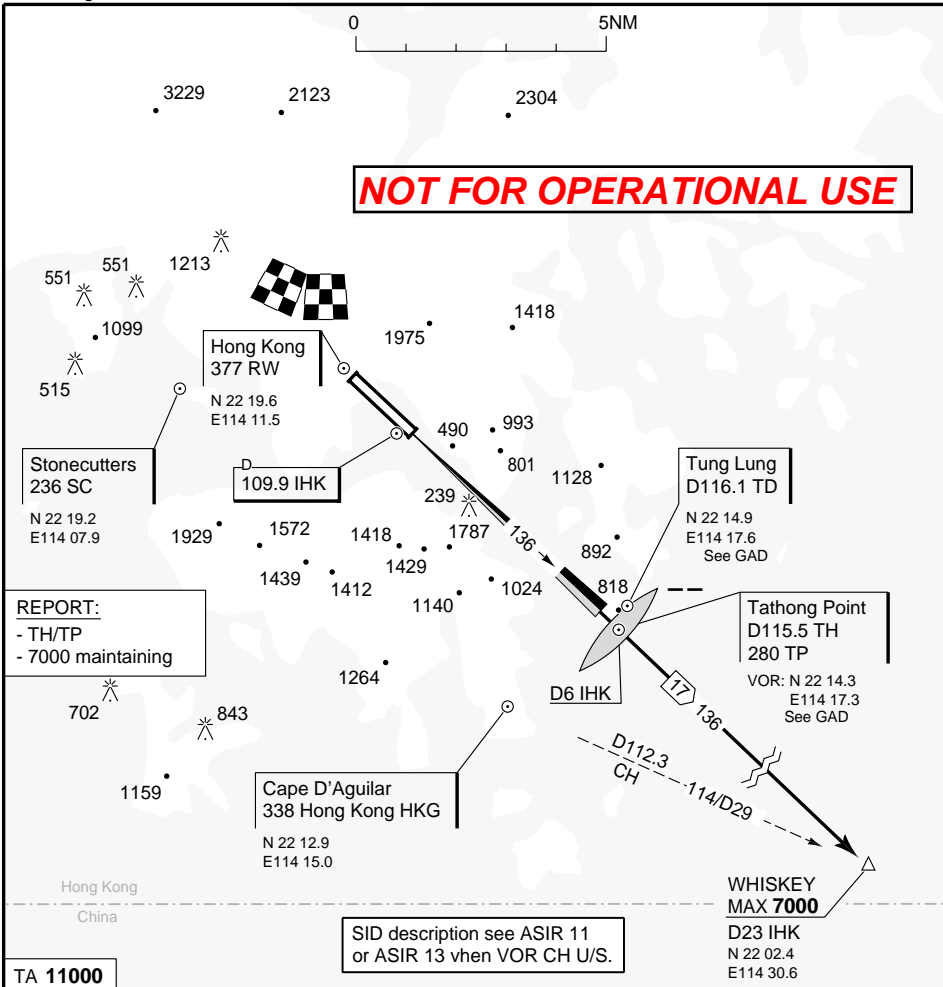 0 5NM
3229
2123
2304
NOT FOR OPERATIONAL USE
551
551
1213
1099
515
1975
1418
Hong Kong
377 RW
N 22 19.6
E114 11.5
Stonecutters
236 SC
N 22 19.2
E114 07.9
D
109.9 IHK
490
993
801
239
1128
Tung Lung
D116.1 TD
N 22 14.9
E114 17.6
See GAD
1929
1572
1418
1787
136
892
1439
1412
1429
1140
1024
818
REPORT:
- TH/TP
- 7000 maintaining
Tathong Point
D115.5 TH
280 TP
VOR: N 22 14.3
E114 17.3
See GAD
1264
D6 IHK
17
136
702
843
1159
D112.3
CH
114/D29
Cape D'Aguilar
338 Hong Kong HKG
N 22 12.9
E114 15.0
Hong Kong
China
WHISKEY
MAX 7000
D23 IHK
N 22 02.4
E114 30.6
SID description see ASIR 11
or ASIR 13 vhen VOR CH U/S.
TA 11000